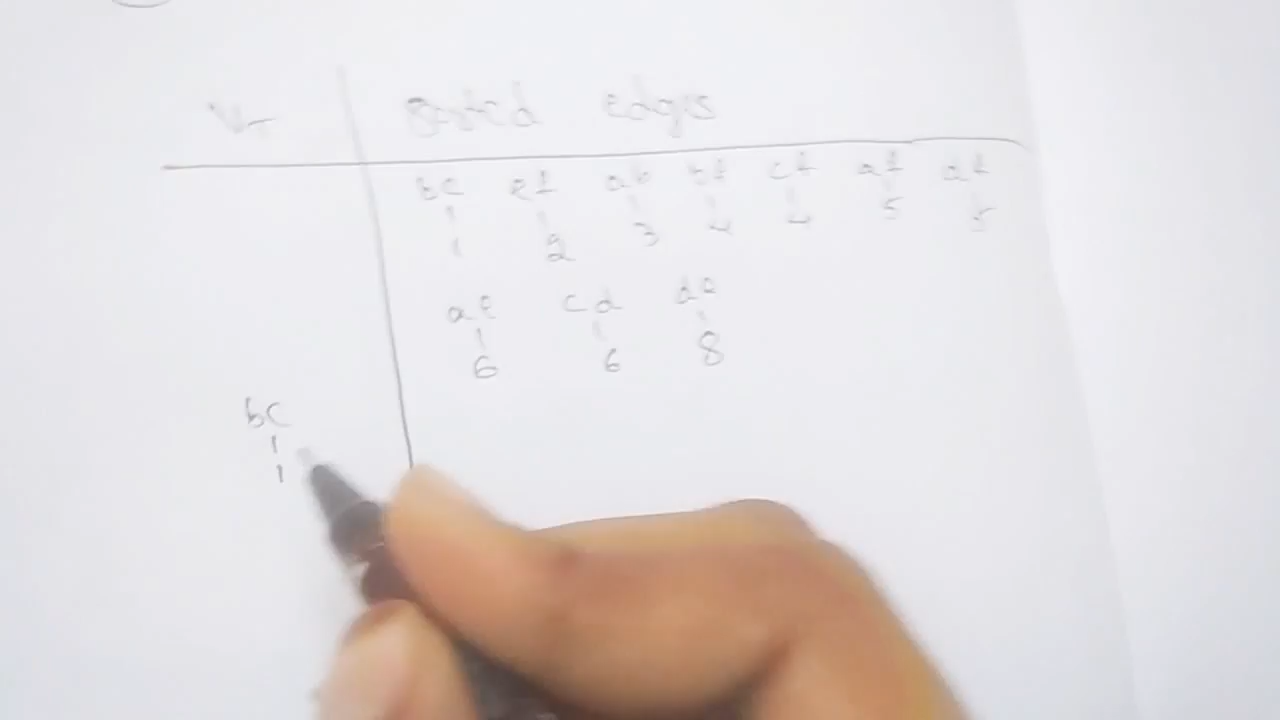 VT Sorted edges
bc ef ab bf cf af df
1 2 3 4 4 5 5
ae cd de
6 6 8
bc
1